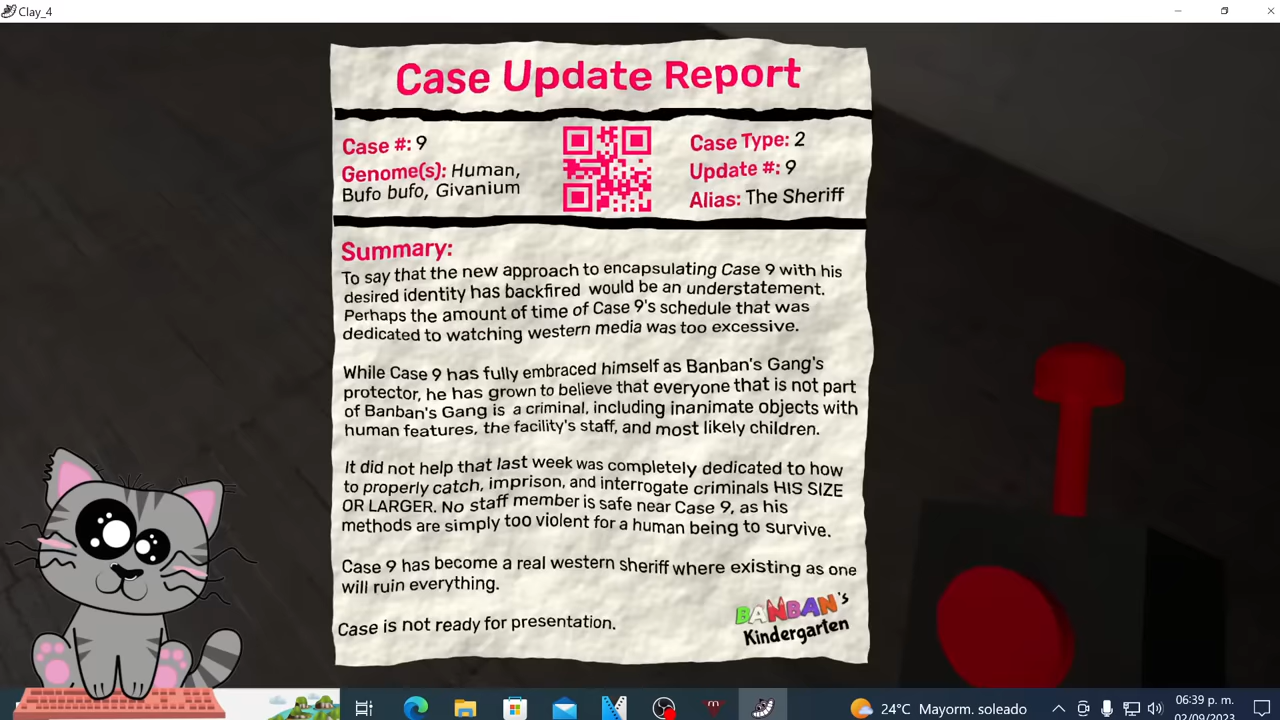 Clay_4
Case Update Report
Case #: 9
Genome(s): Human,
Bufo bufo, Givanium
Case Type: 2
Update #: 9
Alias: The Sheriff
Summary:
To say that the new approach to encapsulating Case 9 with his
desired identity has backfired would be an understatement.
Perhaps the amount of time of Case 9's schedule that was
dedicated to watching western media was too excessive.
While Case 9 has fully embraced himself as Banban's Gang's
protector, he has grown to believe that everyone that is not part
of Banban's Gang is a criminal, including inanimate objects with
human features, the facility's staff, and most likely children.
It did not help that last week was completely dedicated to how
to properly catch, imprison, and interrogate criminals HIS SIZE
OR LARGER. No staff member is safe near Case 9, as his
methods are simply too violent for a human being to survive.
Case 9 has become a real western sheriff where existing as one
will ruin everything.
Case is not ready for presentation.
BANBAN's
Kindergarten
24°C Mayorm. soleado
06:39 p. m.
02/09/2023